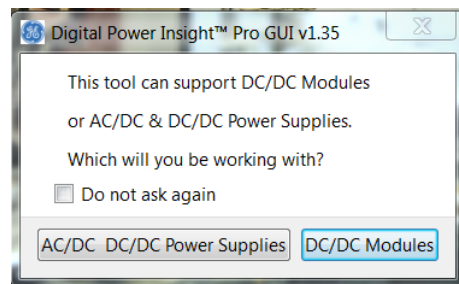 Digital Power Insight™ Pro GUI v1.35
This tool can support DC/DC Modules
or AC/DC & DC/DC Power Supplies.
Which will you be working with?
Do not ask again
AC/DC  DC/DC Power Supplies
DC/DC Modules